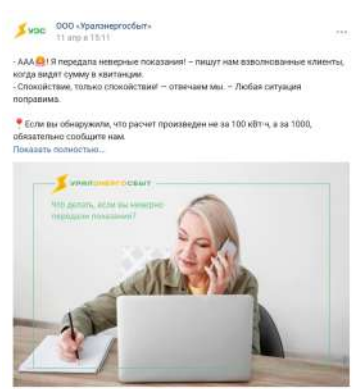 УЭС
ООО «Уралэнергосбыт»
11 апр в 15:11
- ААА🤯! Я передала неверные показания! – пишут нам взволнованные клиенты,
когда видят сумму в квитанции.
- Спокойствие, только спокойствие! — отвечаем мы. – Любая ситуация
поправима.
📍Если вы обнаружили, что расчет произведен не за 100 кВт·ч, а за 1000,
обязательно сообщите нам.
Показать полностью...
УРАЛЭНЕРГОСБЫТ
Что делать, если вы неверно
передали показания?